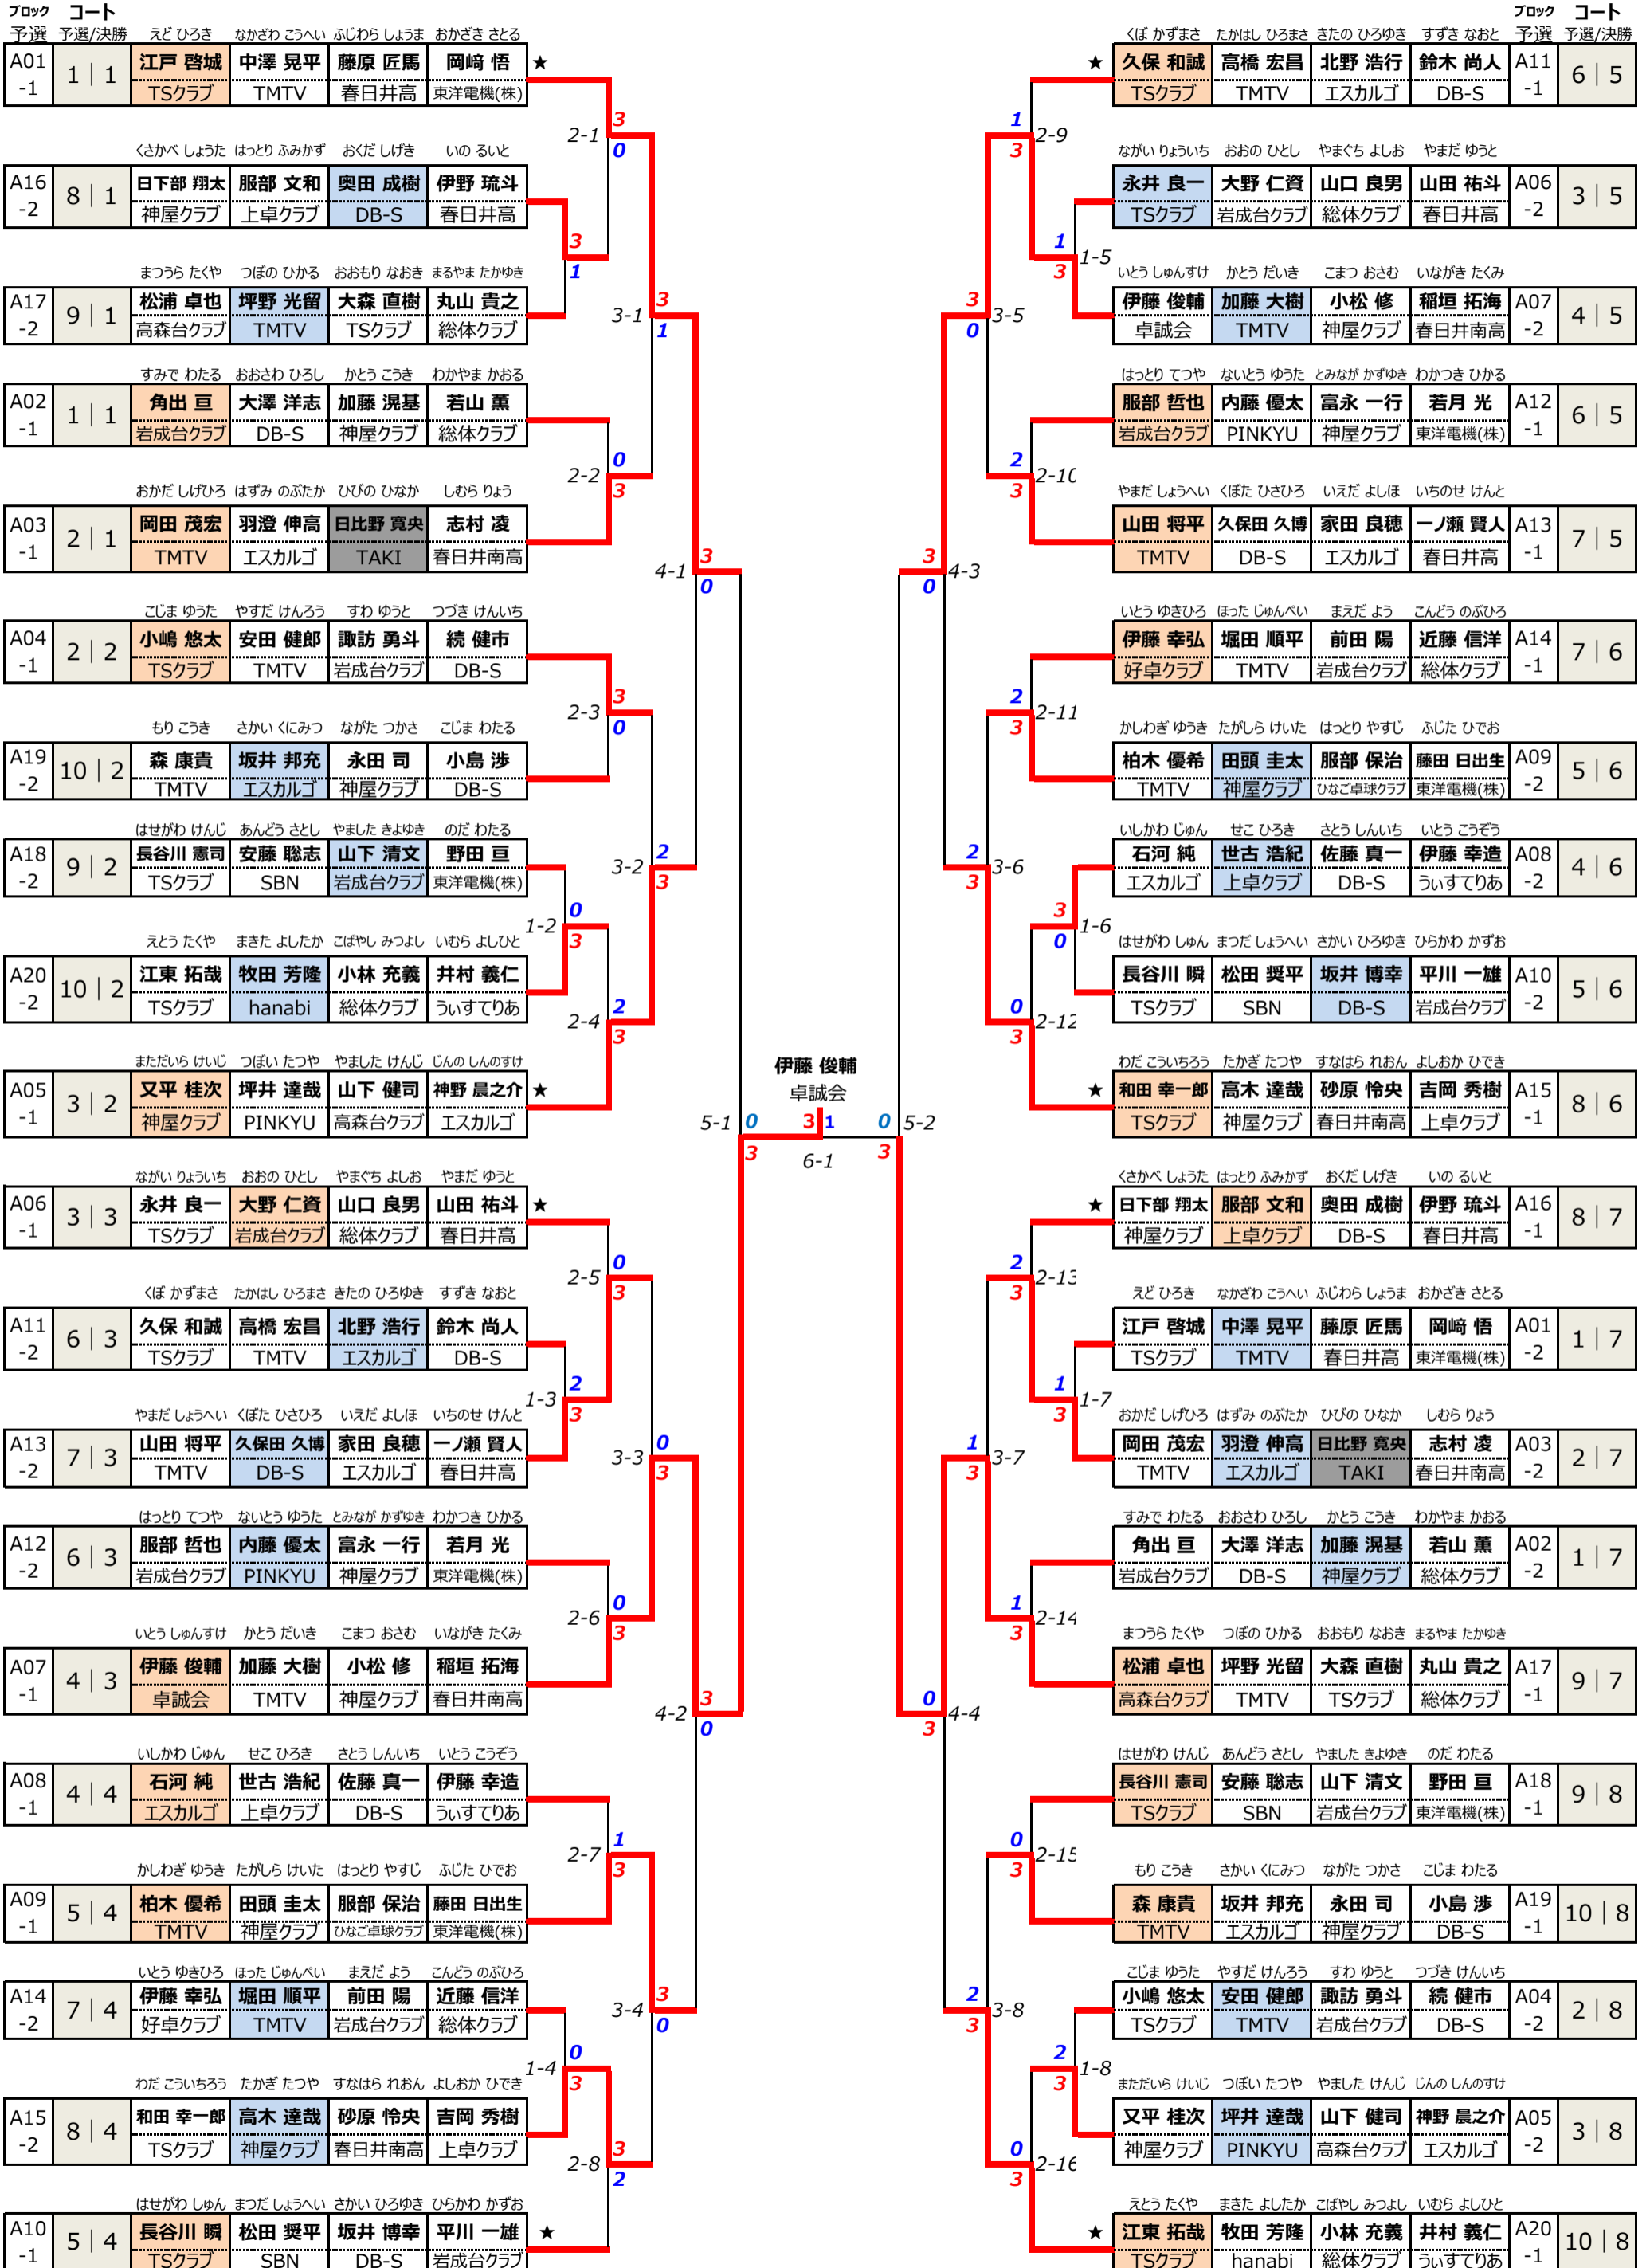 ブロック コート
予選 予選/決勝
えど ひろき なかざわ こうへい ふじわら しょうま おかざき さとる
A01 -1 1 | 1 江戸 啓城 中澤 晃平 藤原 匠馬 岡﨑 悟 ★
TSクラブ TMTV 春日井高 東洋電機(株)
2-1 3 0
くさかべ しょうた はっとり ふみかず おくだ しげき いの るいと
A16 -2 8 | 1 日下部 翔太 服部 文和 奥田 成樹 伊野 琉斗
神屋クラブ 上卓クラブ DB-S 春日井高
3 1
まつうら たくや つぼの ひかる おおもり なおき まるやま たかゆき
A17 -2 9 | 1 松浦 卓也 坪野 光留 大森 直樹 丸山 貴之
高森台クラブ TMTV TSクラブ 総体クラブ
3-1 3 1
すみで わたる おおさわ ひろし かとう こうき わかやま かおる
A02 -1 1 | 1 角出 亘 大澤 洋志 加藤 滉基 若山 薫
岩成台クラブ DB-S 神屋クラブ 総体クラブ
2-2 0 3
おかだ しげひろ はずみ のぶたか ひびの ひなか しむら りょう
A03 -1 2 | 1 岡田 茂宏 羽澄 伸高 日比野 寛央 志村 凌
TMTV エスカルゴ TAKI 春日井南高
4-1 3 0
こじま ゆうた やすだ けんろう すわ ゆうと つづき けんいち
A04 -1 2 | 2 小嶋 悠太 安田 健郎 諏訪 勇斗 続 健市
TSクラブ TMTV 岩成台クラブ DB-S
2-3 3 0
もり こうき さかい くにみつ ながた つかさ こじま わたる
A19 -2 10 | 2 森 康貴 坂井 邦充 永田 司 小島 渉
TMTV エスカルゴ 神屋クラブ DB-S
はせがわ けんじ あんどう さとし やました きよゆき のだ わたる
A18 -2 9 | 2 長谷川 憲司 安藤 聡志 山下 清文 野田 亘
TSクラブ SBN 岩成台クラブ 東洋電機(株)
3-2 2 3
1-2 0 3
えとう たくや まきた よしたか こばやし みつよし いむら よしひと
A20 -2 10 | 2 江東 拓哉 牧田 芳隆 小林 充義 井村 義仁
TSクラブ hanabi 総体クラブ うぃすてりあ
2-4 2 3
まただいら けいじ つぼい たつや やました けんじ じんの しんのすけ
A05 -1 3 | 2 又平 桂次 坪井 達哉 山下 健司 神野 晨之介 ★
神屋クラブ PINKYU 高森台クラブ エスカルゴ
5-1 0 3
ながい りょういち おおの ひとし やまぐち よしお やまだ ゆうと
A06 -1 3 | 3 永井 良一 大野 仁資 山口 良男 山田 祐斗 ★
TSクラブ 岩成台クラブ 総体クラブ 春日井高
2-5 0 3
くぼ かずまさ たかはし ひろまさ きたの ひろゆき すずき なおと
A11 -2 6 | 3 久保 和誠 高橋 宏昌 北野 浩行 鈴木 尚人
TSクラブ TMTV エスカルゴ DB-S
1-3 2 3
やまだ しょうへい くぼた ひさひろ いえだ よしほ いちのせ けんと
A13 -2 7 | 3 山田 将平 久保田 久博 家田 良穂 一ノ瀬 賢人
TMTV DB-S エスカルゴ 春日井高
3-3 0 3
はっとり てつや ないとう ゆうた とみなが かずゆき わかつき ひかる
A12 -2 6 | 3 服部 哲也 内藤 優太 富永 一行 若月 光
岩成台クラブ PINKYU 神屋クラブ 東洋電機(株)
2-6 0 3
いとう しゅんすけ かとう だいき こまつ おさむ いながき たくみ
A07 -1 4 | 3 伊藤 俊輔 加藤 大樹 小松 修 稲垣 拓海
卓誠会 TMTV 神屋クラブ 春日井南高
4-2 3 0
いしかわ じゅん せこ ひろき さとう しんいち いとう こうぞう
A08 -1 4 | 4 石河 純 世古 浩紀 佐藤 真一 伊藤 幸造
エスカルゴ 上卓クラブ DB-S うぃすてりあ
2-7 1 3
かしわぎ ゆうき たがしら けいた はっとり やすじ ふじた ひでお
A09 -1 5 | 4 柏木 優希 田頭 圭太 服部 保治 藤田 日出生
TMTV 神屋クラブ ひなご卓球クラブ 東洋電機(株)
いとう ゆきひろ ほった じゅんぺい まえだ よう こんどう のぶひろ
A14 -2 7 | 4 伊藤 幸弘 堀田 順平 前田 陽 近藤 信洋
好卓クラブ TMTV 岩成台クラブ 総体クラブ
3-4 3 0
1-4 0 3
わだ こういちろう たかぎ たつや すなはら れおん よしおか ひでき
A15 -2 8 | 4 和田 幸一郎 高木 達哉 砂原 怜央 吉岡 秀樹
TSクラブ 神屋クラブ 春日井南高 上卓クラブ
2-8 3 2
はせがわ しゅん まつだ しょうへい さかい ひろゆき ひらかわ かずお
A10 -1 5 | 4 長谷川 瞬 松田 奨平 坂井 博幸 平川 一雄 ★
TSクラブ SBN DB-S 岩成台クラブ
伊藤 俊輔
卓誠会
3 1
6-1
ブロック コート
予選 予選/決勝
くぼ かずまさ たかはし ひろまさ きたの ひろゆき すずき なおと
★ 久保 和誠 高橋 宏昌 北野 浩行 鈴木 尚人 A11 -1 6 | 5
TSクラブ TMTV エスカルゴ DB-S
1 3 2-9
ながい りょういち おおの ひとし やまぐち よしお やまだ ゆうと
永井 良一 大野 仁資 山口 良男 山田 祐斗 A06 -2 3 | 5
TSクラブ 岩成台クラブ 総体クラブ 春日井高
1 3 1-5
いとう しゅんすけ かとう だいき こまつ おさむ いながき たくみ
伊藤 俊輔 加藤 大樹 小松 修 稲垣 拓海 A07 -2 4 | 5
卓誠会 TMTV 神屋クラブ 春日井南高
3 0 3-5
はっとり てつや ないとう ゆうた とみなが かずゆき わかつき ひかる
服部 哲也 内藤 優太 富永 一行 若月 光 A12 -1 6 | 5
岩成台クラブ PINKYU 神屋クラブ 東洋電機(株)
2 3 2-10
やまだ しょうへい くぼた ひさひろ いえだ よしほ いちのせ けんと
山田 将平 久保田 久博 家田 良穂 一ノ瀬 賢人 A13 -1 7 | 5
TMTV DB-S エスカルゴ 春日井高
3 0 4-3
いとう ゆきひろ ほった じゅんぺい まえだ よう こんどう のぶひろ
伊藤 幸弘 堀田 順平 前田 陽 近藤 信洋 A14 -1 7 | 6
好卓クラブ TMTV 岩成台クラブ 総体クラブ
2 3 2-11
かしわぎ ゆうき たがしら けいた はっとり やすじ ふじた ひでお
柏木 優希 田頭 圭太 服部 保治 藤田 日出生 A09 -2 5 | 6
TMTV 神屋クラブ ひなご卓球クラブ 東洋電機(株)
いしかわ じゅん せこ ひろき さとう しんいち いとう こうぞう
石河 純 世古 浩紀 佐藤 真一 伊藤 幸造 A08 -2 4 | 6
エスカルゴ 上卓クラブ DB-S うぃすてりあ
2 3 3-6
3 0 1-6
はせがわ しゅん まつだ しょうへい さかい ひろゆき ひらかわ かずお
長谷川 瞬 松田 奨平 坂井 博幸 平川 一雄 A10 -2 5 | 6
TSクラブ SBN DB-S 岩成台クラブ
0 3 2-12
わだ こういちろう たかぎ たつや すなはら れおん よしおか ひでき
★ 和田 幸一郎 高木 達哉 砂原 怜央 吉岡 秀樹 A15 -1 8 | 6
TSクラブ 神屋クラブ 春日井南高 上卓クラブ
0 3 5-2
くさかべ しょうた はっとり ふみかず おくだ しげき いの るいと
★ 日下部 翔太 服部 文和 奥田 成樹 伊野 琉斗 A16 -1 8 | 7
神屋クラブ 上卓クラブ DB-S 春日井高
2 3 2-13
えど ひろき なかざわ こうへい ふじわら しょうま おかざき さとる
江戸 啓城 中澤 晃平 藤原 匠馬 岡﨑 悟 A01 -2 1 | 7
TSクラブ TMTV 春日井高 東洋電機(株)
1 3 1-7
おかだ しげひろ はずみ のぶたか ひびの ひなか しむら りょう
岡田 茂宏 羽澄 伸高 日比野 寛央 志村 凌 A03 -2 2 | 7
TMTV エスカルゴ TAKI 春日井南高
1 3 3-7
すみで わたる おおさわ ひろし かとう こうき わかやま かおる
角出 亘 大澤 洋志 加藤 滉基 若山 薫 A02 -2 1 | 7
岩成台クラブ DB-S 神屋クラブ 総体クラブ
1 3 2-14
まつうら たくや つぼの ひかる おおもり なおき まるやま たかゆき
松浦 卓也 坪野 光留 大森 直樹 丸山 貴之 A17 -1 9 | 7
高森台クラブ TMTV TSクラブ 総体クラブ
0 3 4-4
はせがわ けんじ あんどう さとし やました きよゆき のだ わたる
長谷川 憲司 安藤 聡志 山下 清文 野田 亘 A18 -1 9 | 8
TSクラブ SBN 岩成台クラブ 東洋電機(株)
0 3 2-15
もり こうき さかい くにみつ ながた つかさ こじま わたる
森 康貴 坂井 邦充 永田 司 小島 渉 A19 -1 10 | 8
TMTV エスカルゴ 神屋クラブ DB-S
こじま ゆうた やすだ けんろう すわ ゆうと つづき けんいち
小嶋 悠太 安田 健郎 諏訪 勇斗 続 健市 A04 -2 2 | 8
TSクラブ TMTV 岩成台クラブ DB-S
2 3 3-8
2 3 1-8
まただいら けいじ つぼい たつや やました けんじ じんの しんのすけ
又平 桂次 坪井 達哉 山下 健司 神野 晨之介 A05 -2 3 | 8
神屋クラブ PINKYU 高森台クラブ エスカルゴ
0 3 2-16
えとう たくや まきた よしたか こばやし みつよし いむら よしひと
★ 江東 拓哉 牧田 芳隆 小林 充義 井村 義仁 A20 -1 10 | 8
TSクラブ hanabi 総体クラブ うぃすてりあ